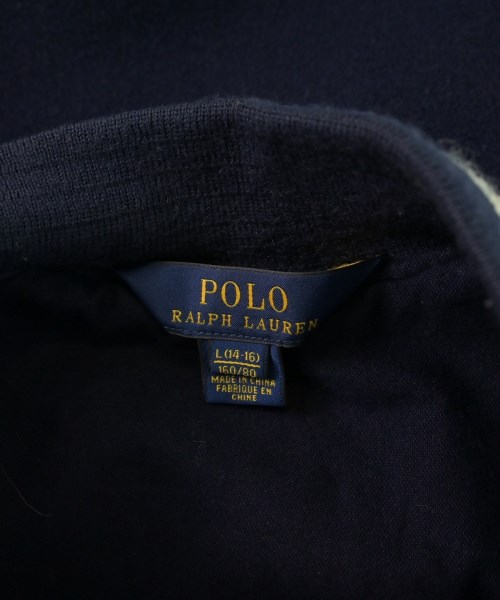 POLO
RALPH LAUREN
L (14-16)
160/80
MADE IN CHINA
FABRIQUE EN
CHINE